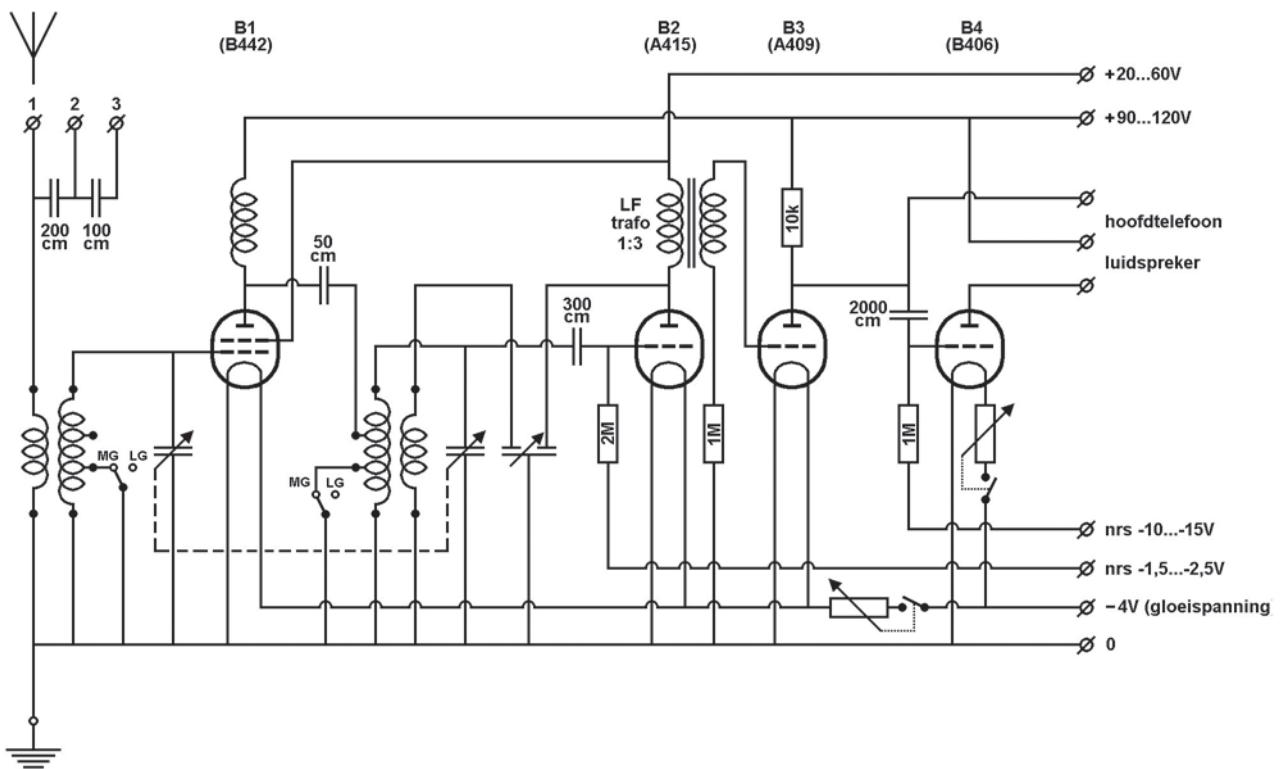 B1
(B442)
B2
(A415)
B3
(A409)
B4
(B406)
+20...60V
1
2
3
+90...120V
200
cm
100
cm
LF
trafo
1:3
10k
hoofdtelefoon
50
cm
luidspreker
300
cm
2000
cm
2M
1M
1M
MG
LG
MG
LG
nrs -10...-15V
nrs -1,5...-2,5V
−4V (gloeispanning
0